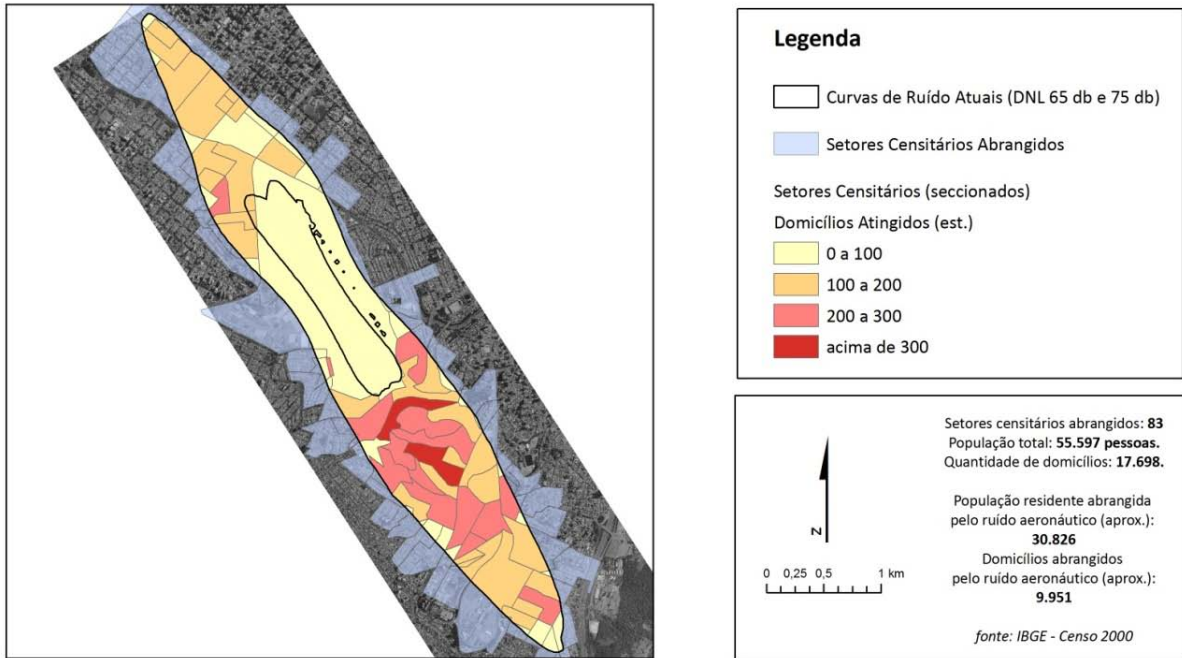 Legenda
Curvas de Ruído Atuais (DNL 65 db e 75 db)
Setores Censitários Abrangidos
Setores Censitários (seccionados)
Domicílios Atingidos (est.)
0 a 100
100 a 200
200 a 300
acima de 300
Setores censitários abrangidos: 83
População total: 55.597 pessoas.
Quantidade de domicílios: 17.698.
População residente abrangida
pelo ruído aeronáutico (aprox.):
30.826
Domicílios abrangidos
pelo ruído aeronáutico (aprox.):
9.951
fonte: IBGE - Censo 2000
N
0 0,25 0,5 1 km